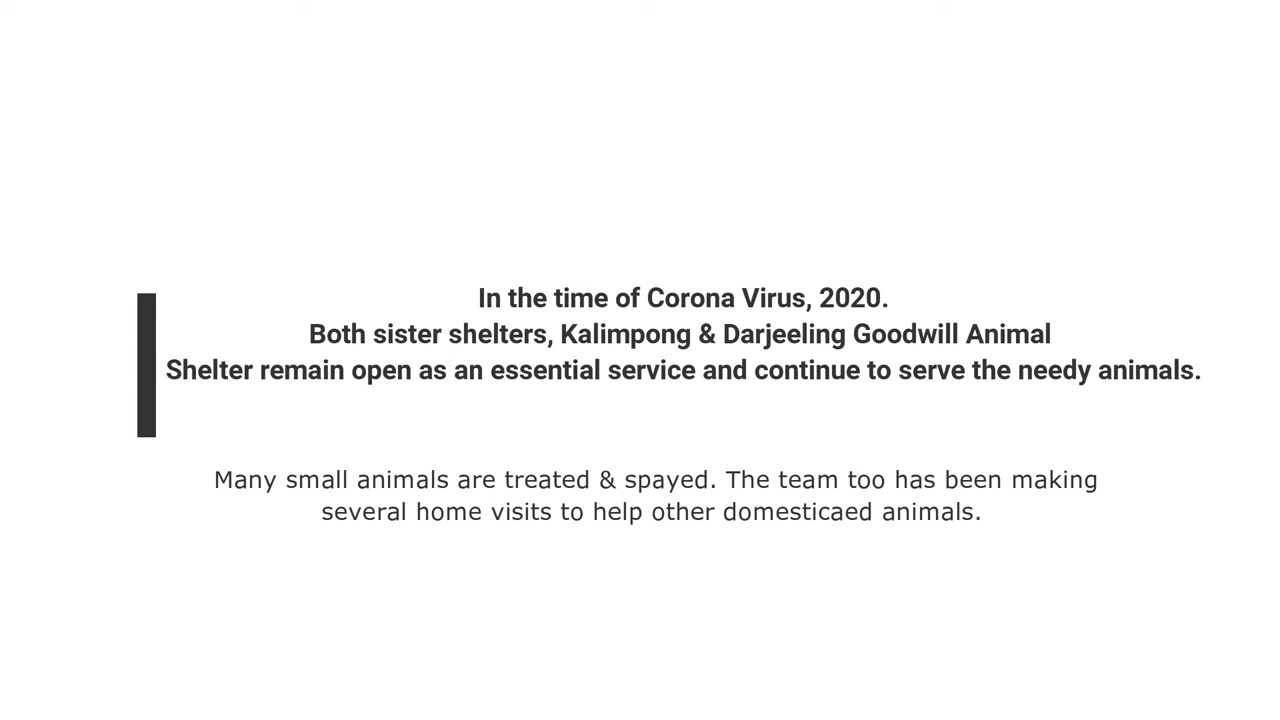 In the time of Corona Virus, 2020.
Both sister shelters, Kalimpong & Darjeeling Goodwill Animal
Shelter remain open as an essential service and continue to serve the needy animals.
Many small animals are treated & spayed. The team too has been making
several home visits to help other domesticaed animals.